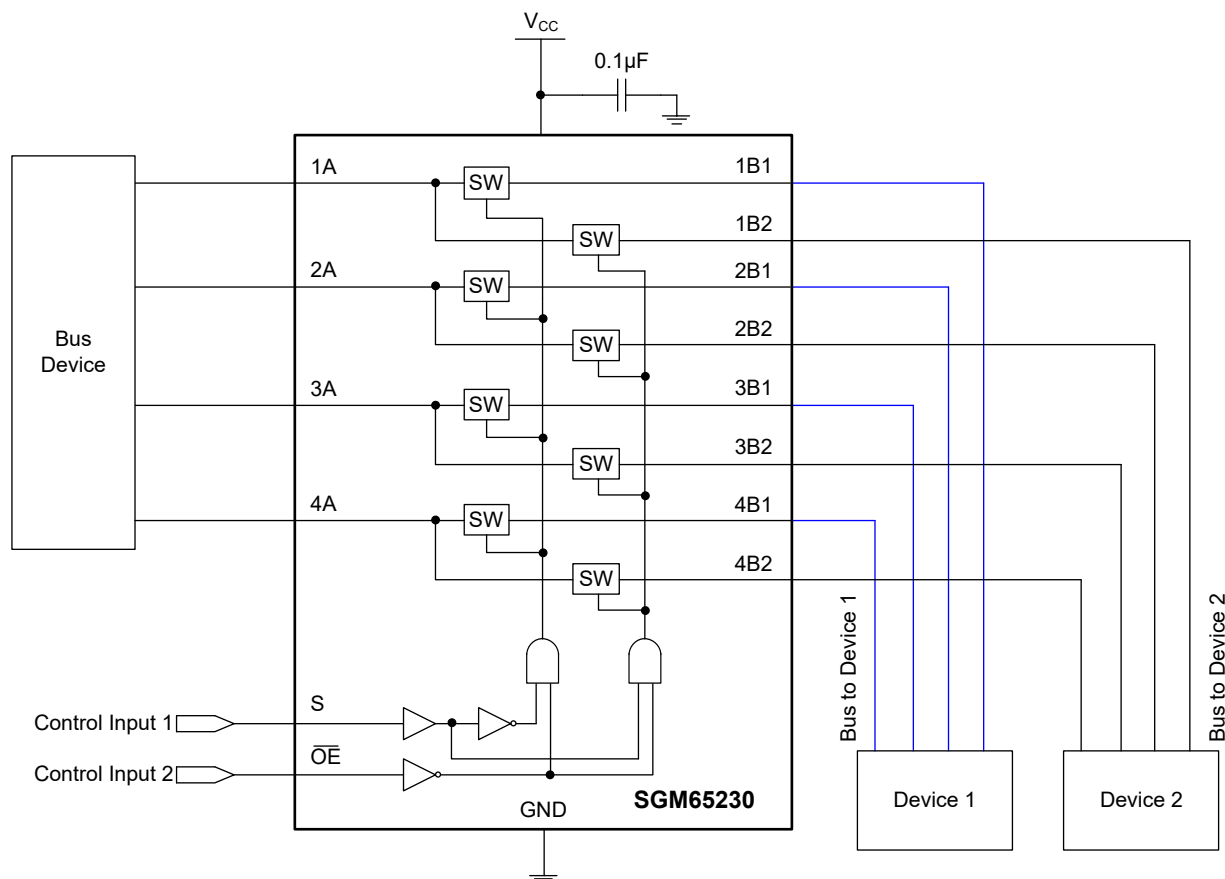 VCC
0.1µF
1A
SW
1B1
SW
1B2
2A
SW
2B1
Bus
Device
SW
2B2
3A
SW
3B1
SW
3B2
4A
SW
4B1
SW
4B2
Bus to Device 1
Bus to Device 2
Control Input 1
S
Control Input 2
OE
GND
SGM65230
Device 1
Device 2